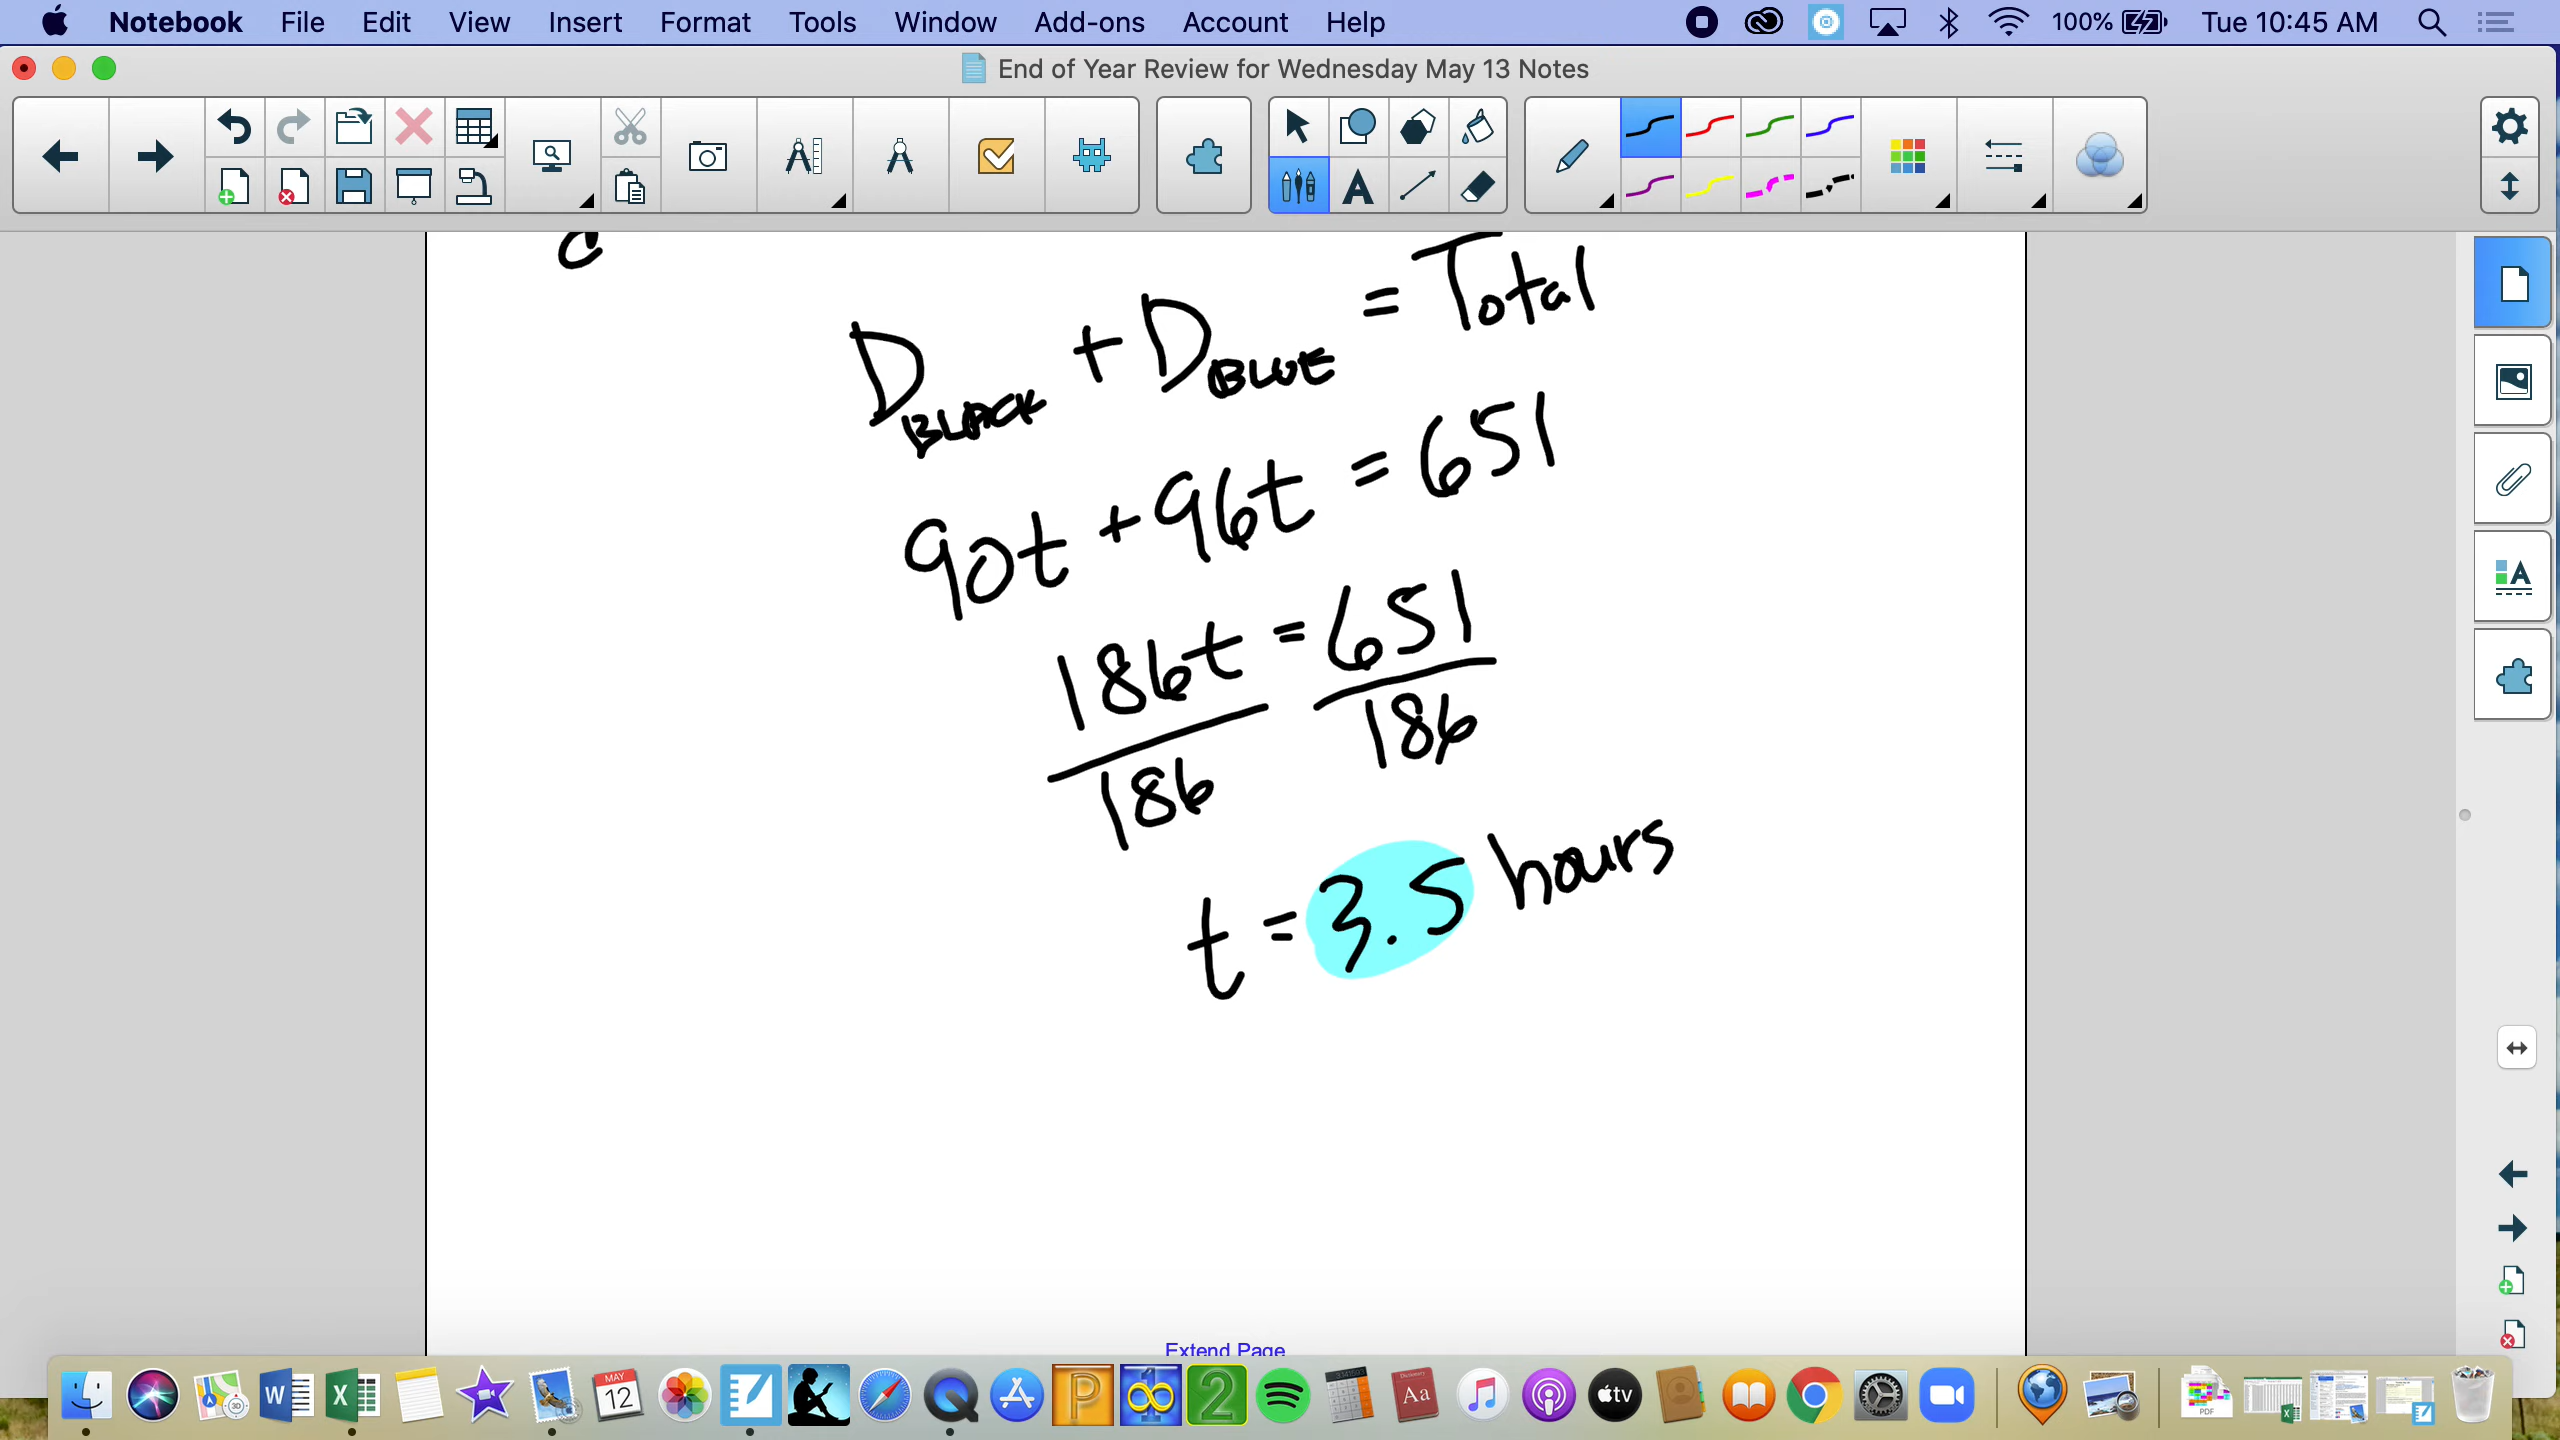 Notebook File Edit View Insert Format Tools Window Add-ons Account Help 100% Tue 10:45 AM
End of Year Review for Wednesday May 13 Notes
D BLACK + D BLUE = Total
90t + 96t = 651
186t = 651
186 186
t = 3.5 hours
Extend Page
MAY
12